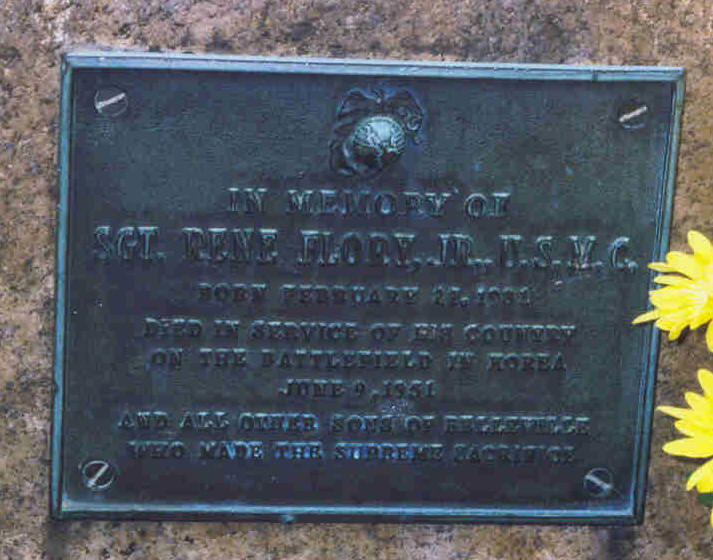 IN MEMORY OF
SGT. RENE FLORY, JR. U.S.M.C.
BORN FEBRUARY 1931
DIED IN SERVICE OF HIS COUNTRY
ON THE BATTLEFIELD IN KOREA
JUNE 9, 1951
AND ALL OTHER SONS OF BELLEVILLE
WHO MADE THE SUPREME SACRIFICE